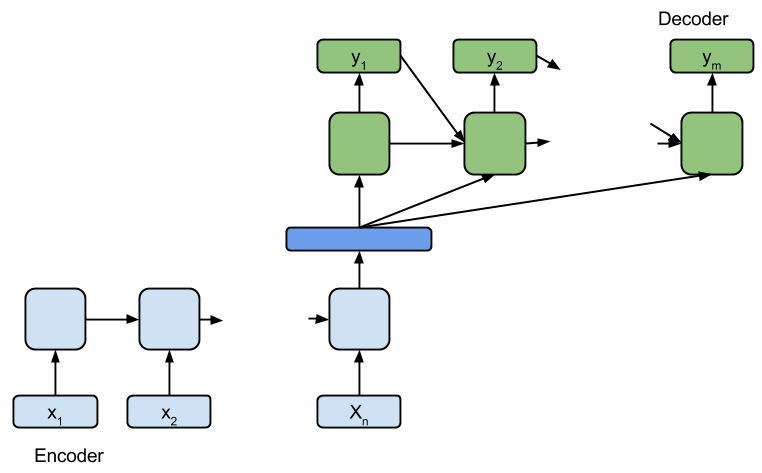 Decoder
y₁ y₂ yₘ
x₁ x₂ Xₙ
Encoder